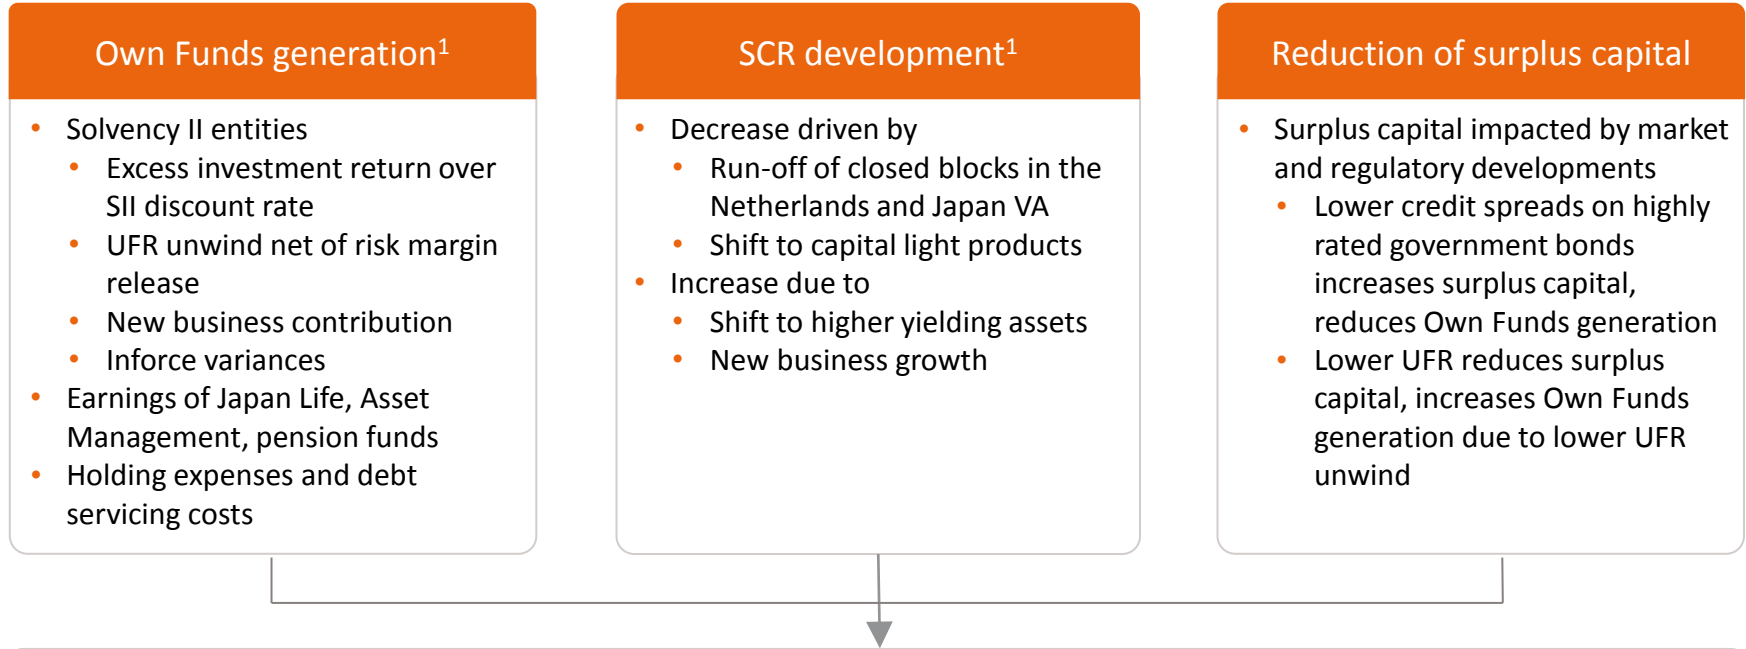 Own Funds generation¹
• Solvency II entities
• Excess investment return over
SII discount rate
• UFR unwind net of risk margin
release
• New business contribution
• Inforce variances
• Earnings of Japan Life, Asset
Management, pension funds
• Holding expenses and debt
servicing costs
SCR development¹
• Decrease driven by
• Run-off of closed blocks in the
Netherlands and Japan VA
• Shift to capital light products
• Increase due to
• Shift to higher yielding assets
• New business growth
Reduction of surplus capital
• Surplus capital impacted by market
and regulatory developments
• Lower credit spreads on highly
rated government bonds
increases surplus capital,
reduces Own Funds generation
• Lower UFR reduces surplus
capital, increases Own Funds
generation due to lower UFR
unwind